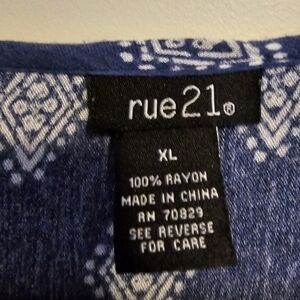 rue21®
XL
100% RAYON
MADE IN CHINA
RN 70829
SEE REVERSE
FOR CARE